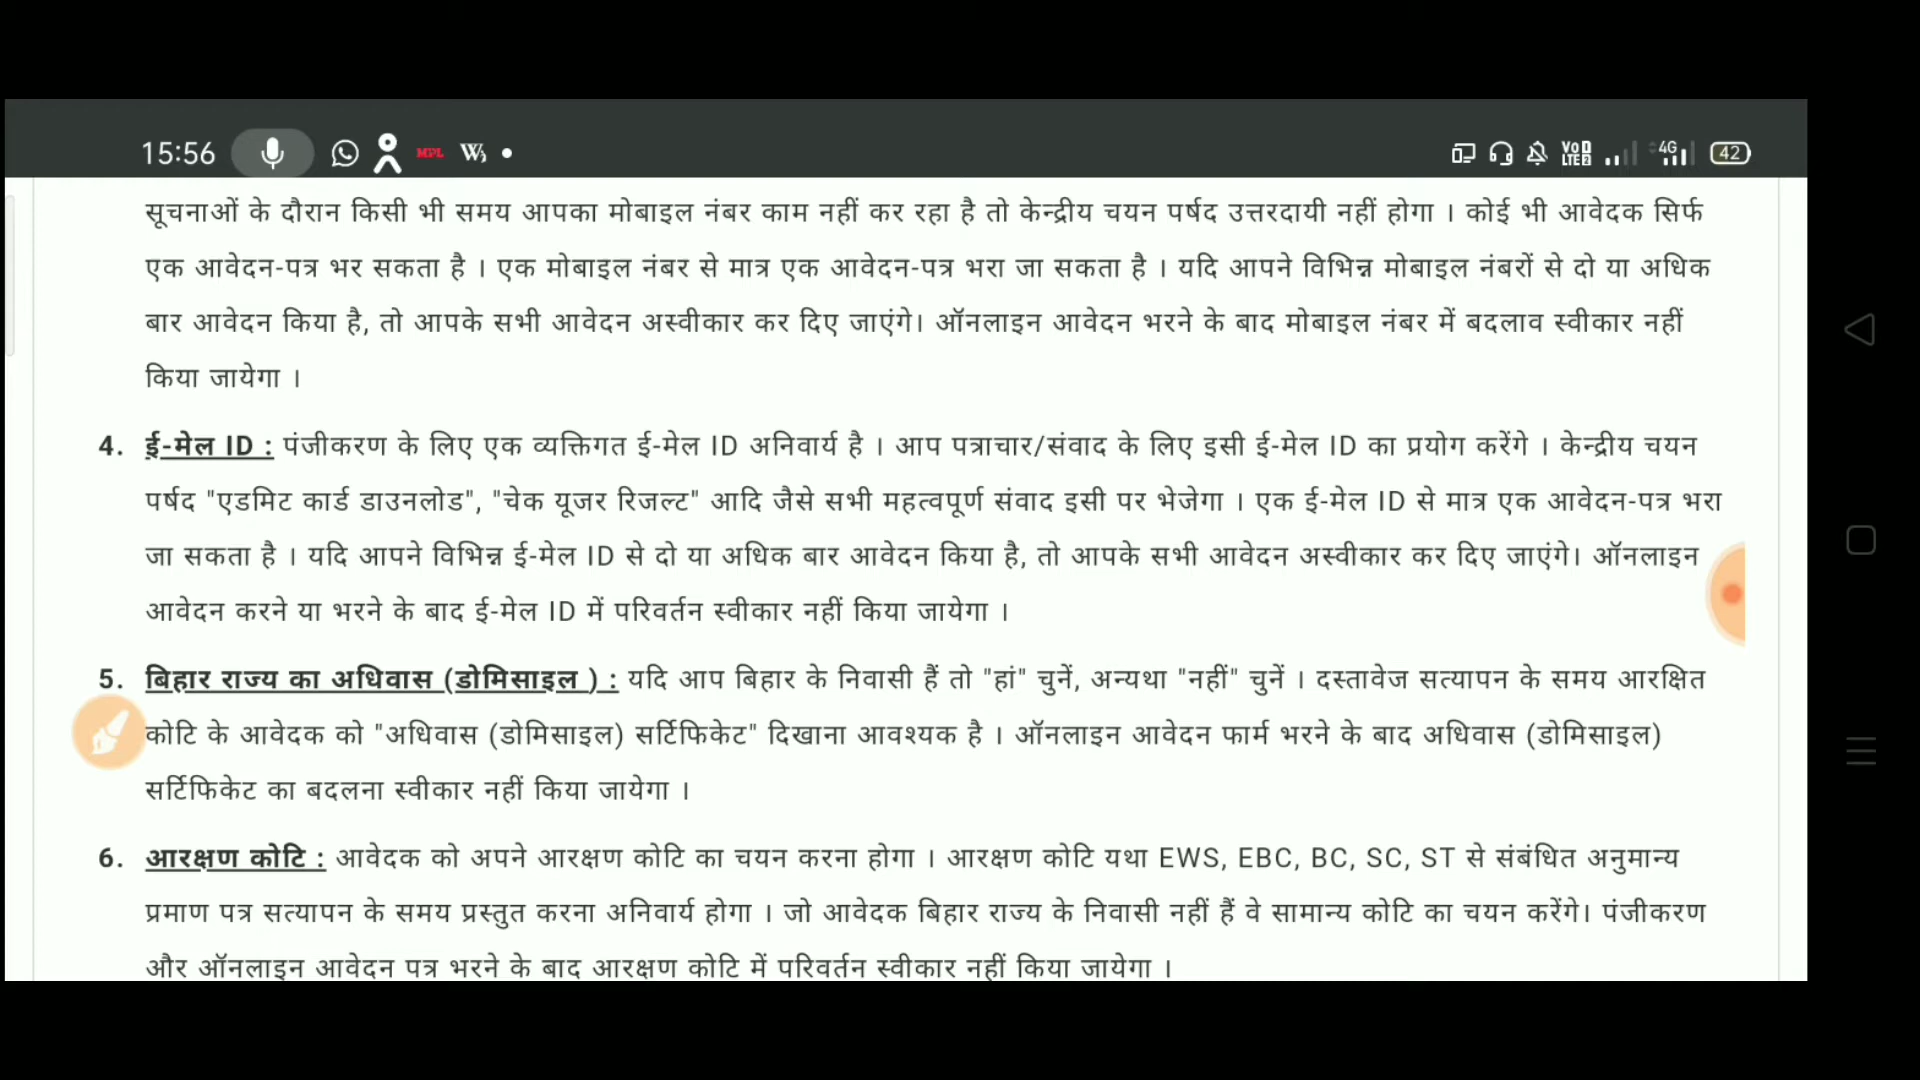 15:56 MPL W3 Vo LTE2 4G 42
सूचनाओं के दौरान किसी भी समय आपका मोबाइल नंबर काम नहीं कर रहा है तो केन्द्रीय चयन पर्षद उत्तरदायी नहीं होगा । कोई भी आवेदक सिर्फ
एक आवेदन-पत्र भर सकता है । एक मोबाइल नंबर से मात्र एक आवेदन-पत्र भरा जा सकता है । यदि आपने विभिन्न मोबाइल नंबरों से दो या अधिक
बार आवेदन किया है, तो आपके सभी आवेदन अस्वीकार कर दिए जाएंगे। ऑनलाइन आवेदन भरने के बाद मोबाइल नंबर में बदलाव स्वीकार नहीं
किया जायेगा ।
4. ई-मेल ID : पंजीकरण के लिए एक व्यक्तिगत ई-मेल ID अनिवार्य है । आप पत्राचार/संवाद के लिए इसी ई-मेल ID का प्रयोग करेंगे । केन्द्रीय चयन
पर्षद "एडमिट कार्ड डाउनलोड", "चेक यूजर रिजल्ट" आदि जैसे सभी महत्वपूर्ण संवाद इसी पर भेजेगा । एक ई-मेल ID से मात्र एक आवेदन-पत्र भरा
जा सकता है । यदि आपने विभिन्न ई-मेल ID से दो या अधिक बार आवेदन किया है, तो आपके सभी आवेदन अस्वीकार कर दिए जाएंगे। ऑनलाइन
आवेदन करने या भरने के बाद ई-मेल ID में परिवर्तन स्वीकार नहीं किया जायेगा ।
5. बिहार राज्य का अधिवास (डोमिसाइल ) : यदि आप बिहार के निवासी हैं तो "हां" चुनें, अन्यथा "नहीं" चुनें । दस्तावेज सत्यापन के समय आरक्षित
कोटि के आवेदक को "अधिवास (डोमिसाइल) सर्टिफिकेट" दिखाना आवश्यक है । ऑनलाइन आवेदन फार्म भरने के बाद अधिवास (डोमिसाइल)
सर्टिफिकेट का बदलना स्वीकार नहीं किया जायेगा ।
6. आरक्षण कोटि : आवेदक को अपने आरक्षण कोटि का चयन करना होगा । आरक्षण कोटि यथा EWS, EBC, BC, SC, ST से संबंधित अनुमान्य
प्रमाण पत्र सत्यापन के समय प्रस्तुत करना अनिवार्य होगा । जो आवेदक बिहार राज्य के निवासी नहीं हैं वे सामान्य कोटि का चयन करेंगे। पंजीकरण
और ऑनलाइन आवेदन पत्र भरने के बाद आरक्षण कोटि में परिवर्तन स्वीकार नहीं किया जायेगा ।